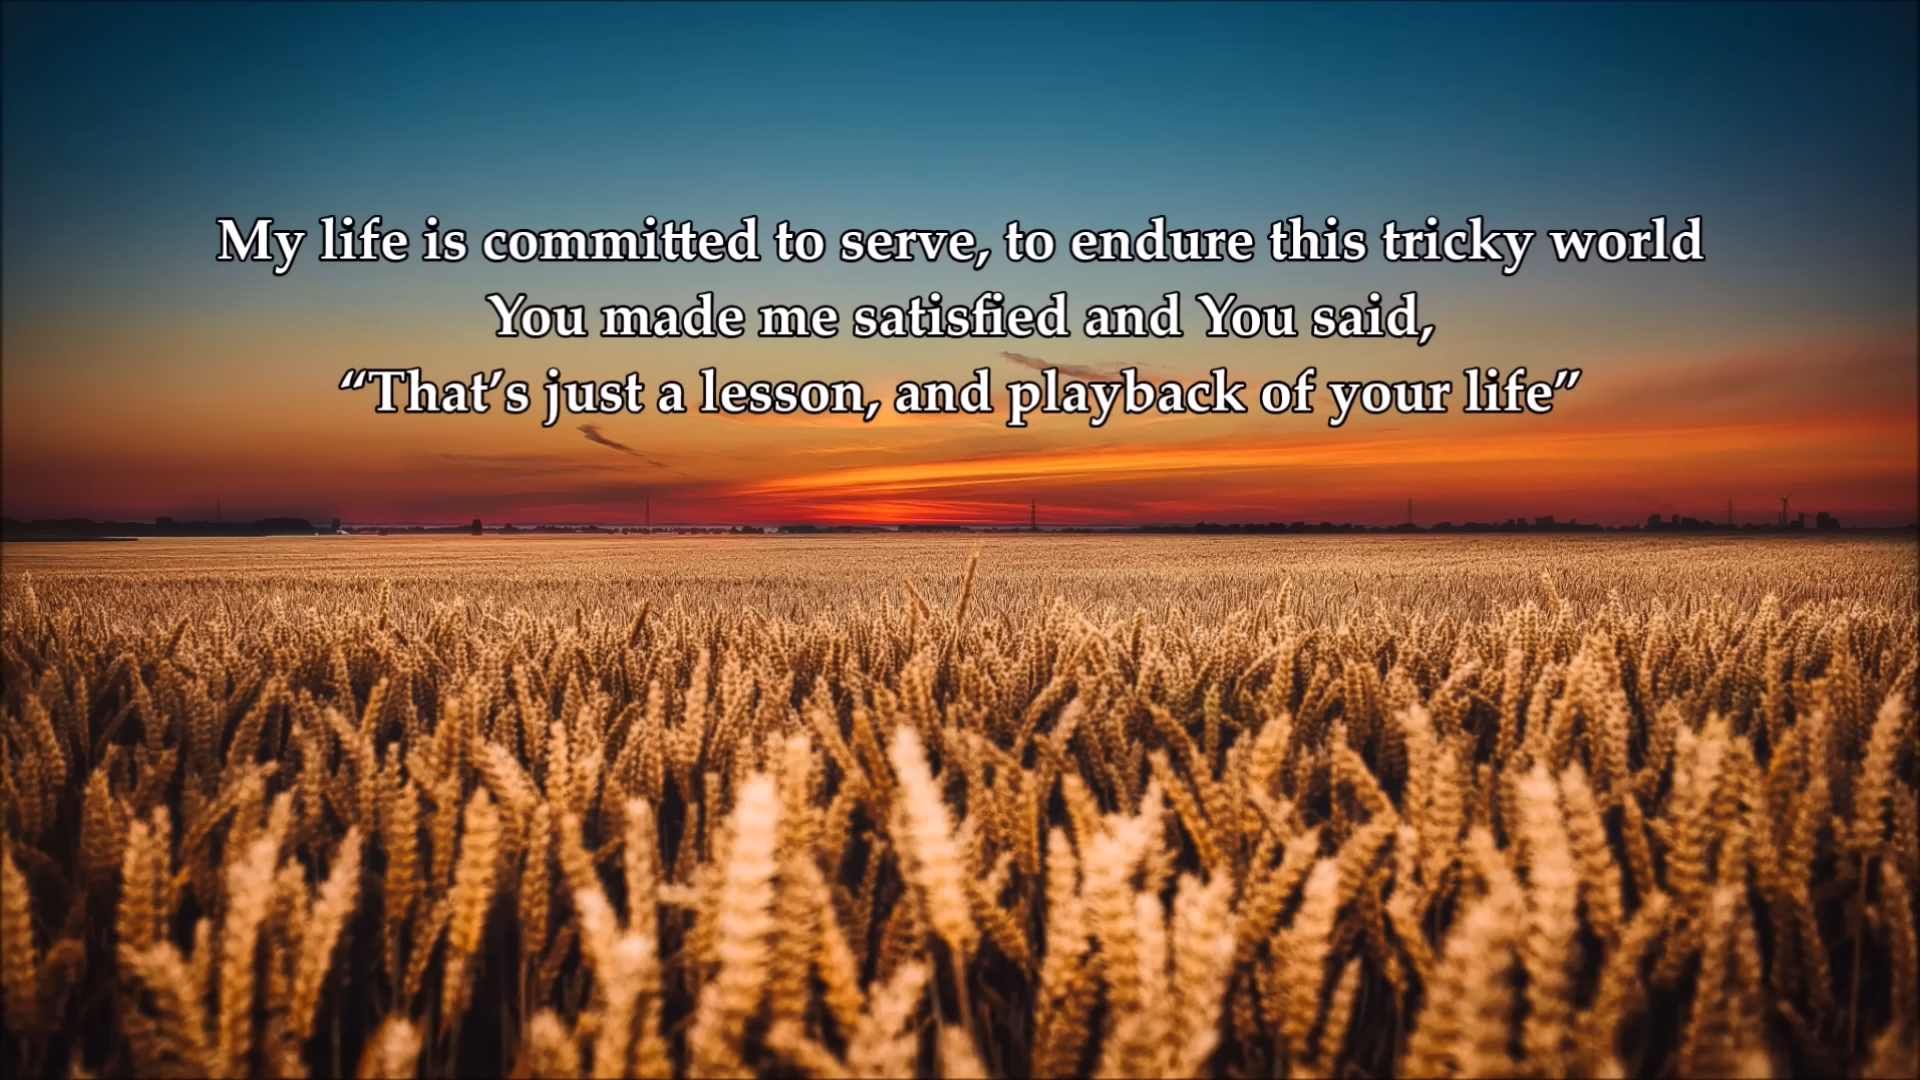 My life is committed to serve, to endure this tricky world
You made me satisfied and You said,
“That’s just a lesson, and playback of your life”